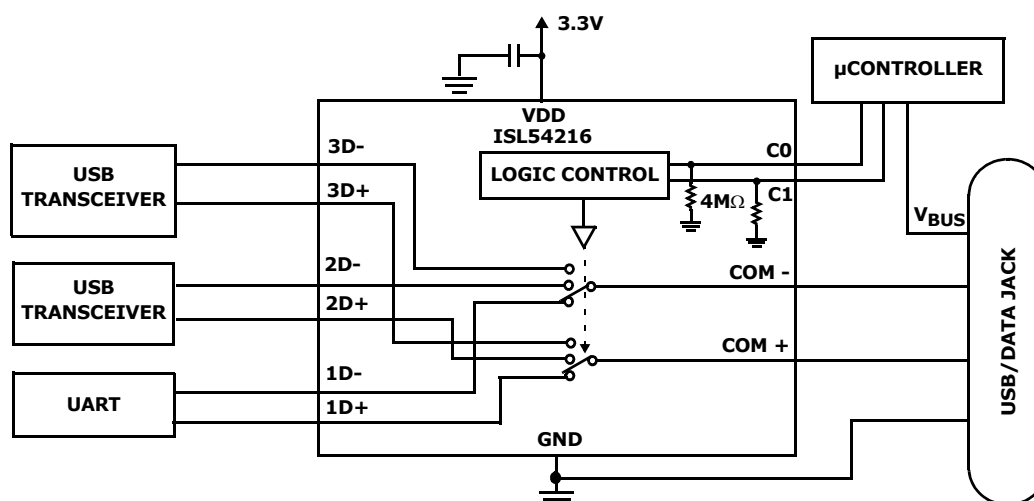 3.3V
µCONTROLLER
VDD
ISL54216
3D-
C0
USB
TRANSCEIVER
LOGIC CONTROL
3D+
4MΩ
C1
VBUS
2D-
COM -
USB
TRANSCEIVER
2D+
COM +
1D-
UART
1D+
GND
USB/DATA JACK